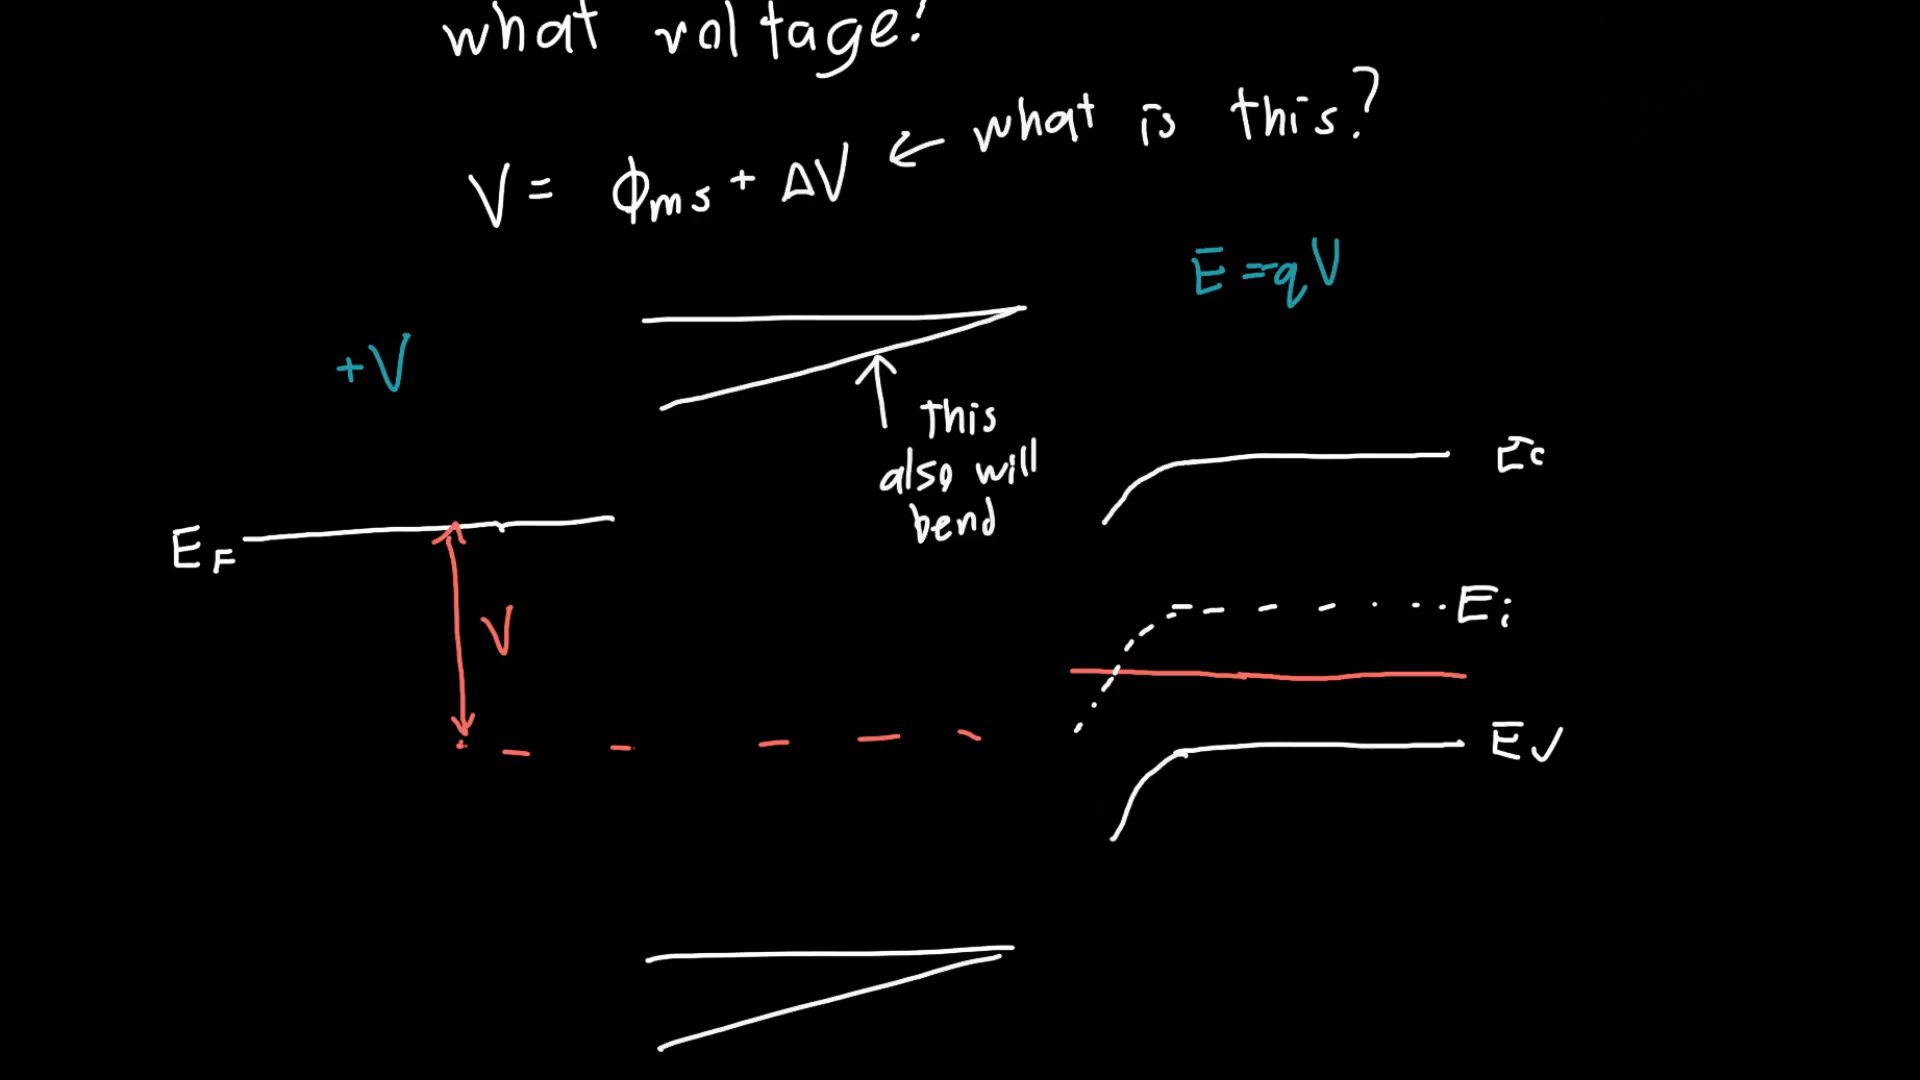 what voltage?
V = ϕms + ΔV ← what is this?
E = qV
+V
This
also will
bend
Ec
EF
V
Ei
Ev